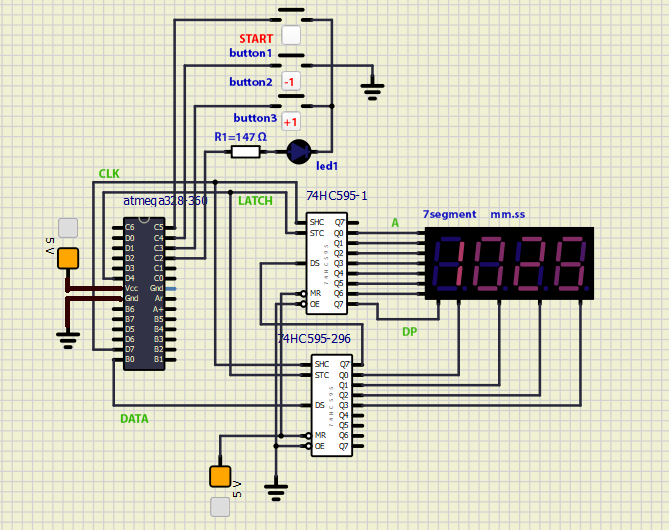 START
button1
button2
-1
button3
+1
R1=147 Ω
led1
CLK
atmega328-360
LATCH
74HC595-1
A
7segment mm.ss
5 V
C6
D0
D1
D2
D3
D4
Vcc
Gnd
B6
B7
D5
D6
D7
B0
C5
C4
C3
C2
C1
C0
Gnd
Ar
A+
B5
B4
B3
B2
B1
SHC
STC
DS
MR
OE
74HC595
Q7
Q0
Q1
Q2
Q3
Q4
Q5
Q6
Q7
DP
74HC595-296
SHC
STC
DS
MR
OE
74HC595
Q7
Q0
Q1
Q2
Q3
Q4
Q5
Q6
Q7
DATA
5 V